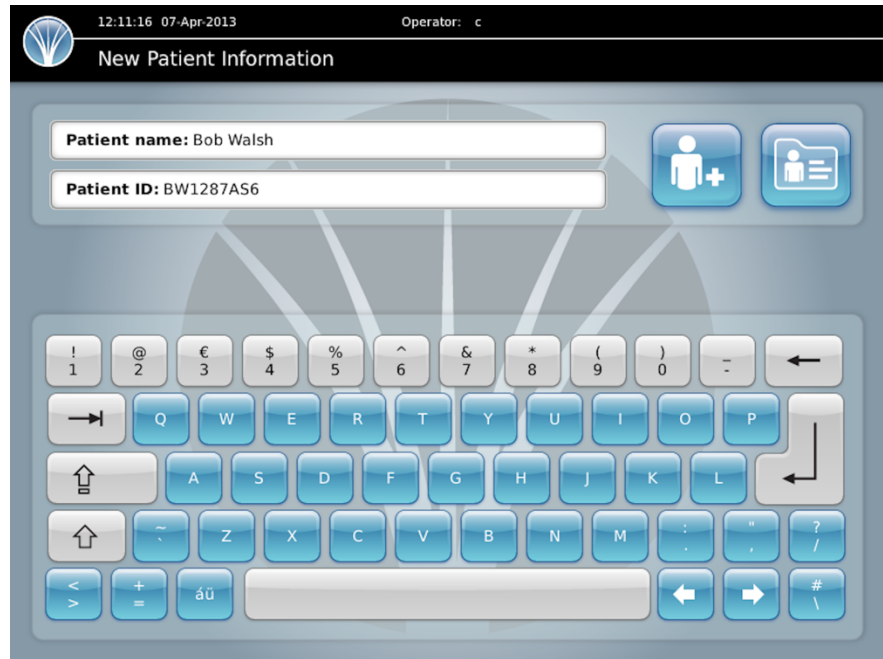 12:11:16 07-Apr-2013 Operator: c
New Patient Information
Patient name: Bob Walsh
Patient ID: BW1287AS6
! @ € $ % ^ & * ( ) _
1 2 3 4 5 6 7 8 9 0 -
Q W E R T Y U I O P
A S D F G H J K L
~ Z X C V B N M : " ?
` . , /
< + áü #
> = \